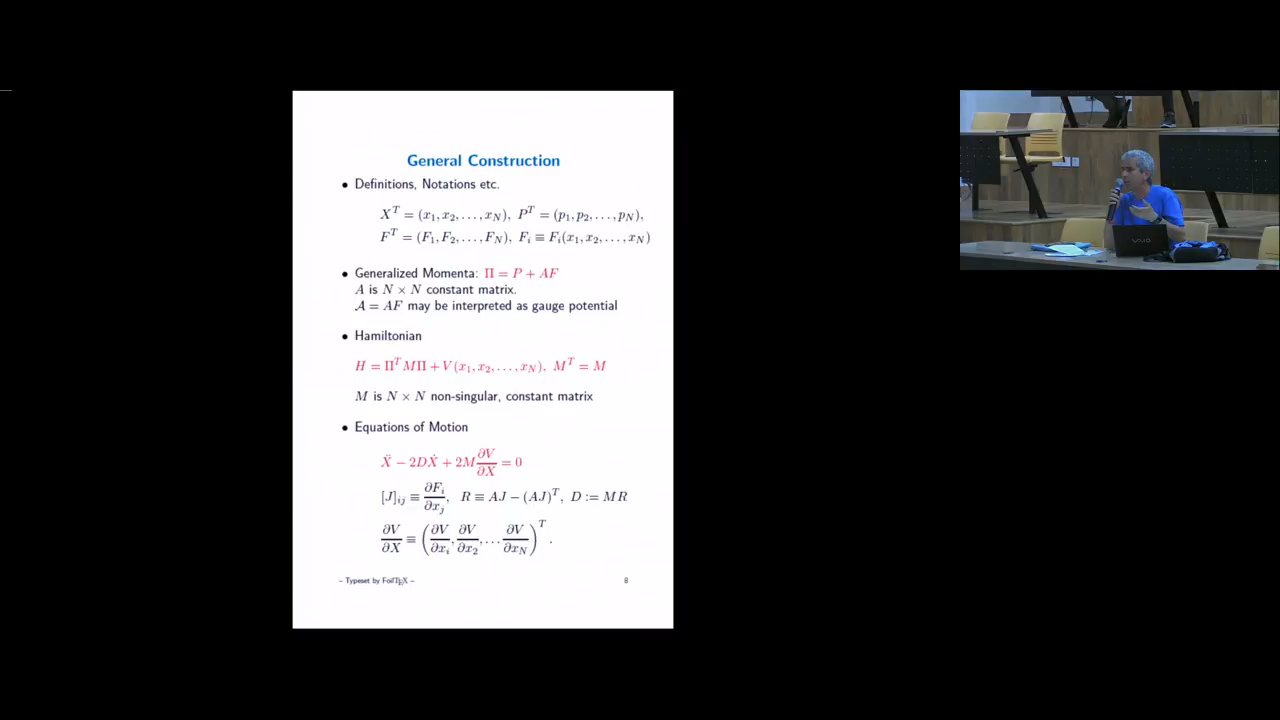 General Construction
• Definitions, Notations etc.
X^T = (x_1, x_2, ..., x_N), P^T = (p_1, p_2, ..., p_N),
F^T = (F_1, F_2, ..., F_N), F_i ≡ F_i(x_1, x_2, ..., x_N)
• Generalized Momenta: Π = P + AF
A is N × N constant matrix.
𝒜 = AF may be interpreted as gauge potential
• Hamiltonian
H = Π^T MΠ + V(x_1, x_2, ..., x_N), M^T = M
M is N × N non-singular, constant matrix
• Equations of Motion
Ẍ − 2DẊ + 2M ∂V/∂X = 0
[J]_ij ≡ ∂F_i/∂x_j, R ≡ AJ − (AJ)^T, D := MR
∂V/∂X ≡ (∂V/∂x_i, ∂V/∂x_2, ... ∂V/∂x_N)^T.
– Typeset by FoilTEX –
8
VAIO